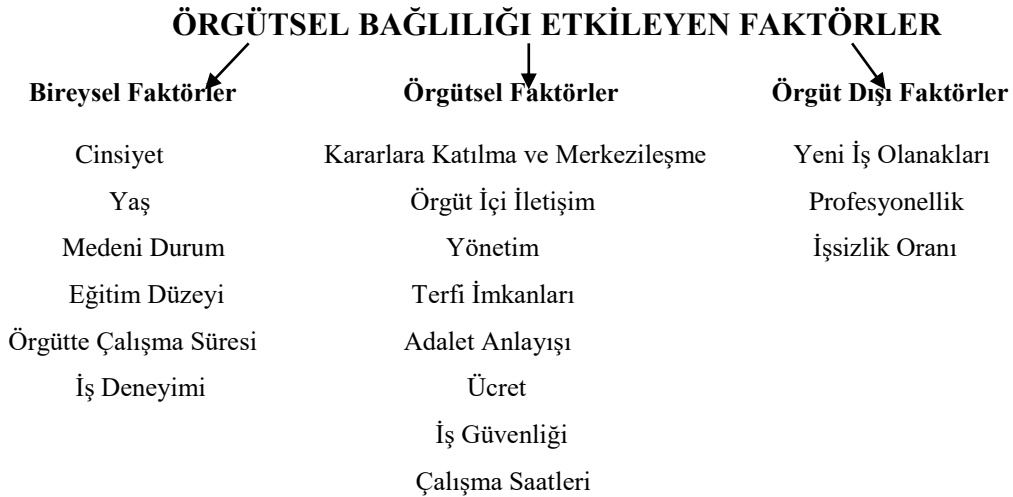 ÖRGÜTSEL BAĞLILIĞI ETKİLEYEN FAKTÖRLER
Bireysel Faktörler
Cinsiyet
Yaş
Medeni Durum
Eğitim Düzeyi
Örgütte Çalışma Süresi
İş Deneyimi
Örgütsel Faktörler
Kararlara Katılma ve Merkezileşme
Örgüt İçi İletişim
Yönetim
Terfi İmkanları
Adalet Anlayışı
Ücret
İş Güvenliği
Çalışma Saatleri
Örgüt Dışı Faktörler
Yeni İş Olanakları
Profesyonellik
İşsizlik Oranı